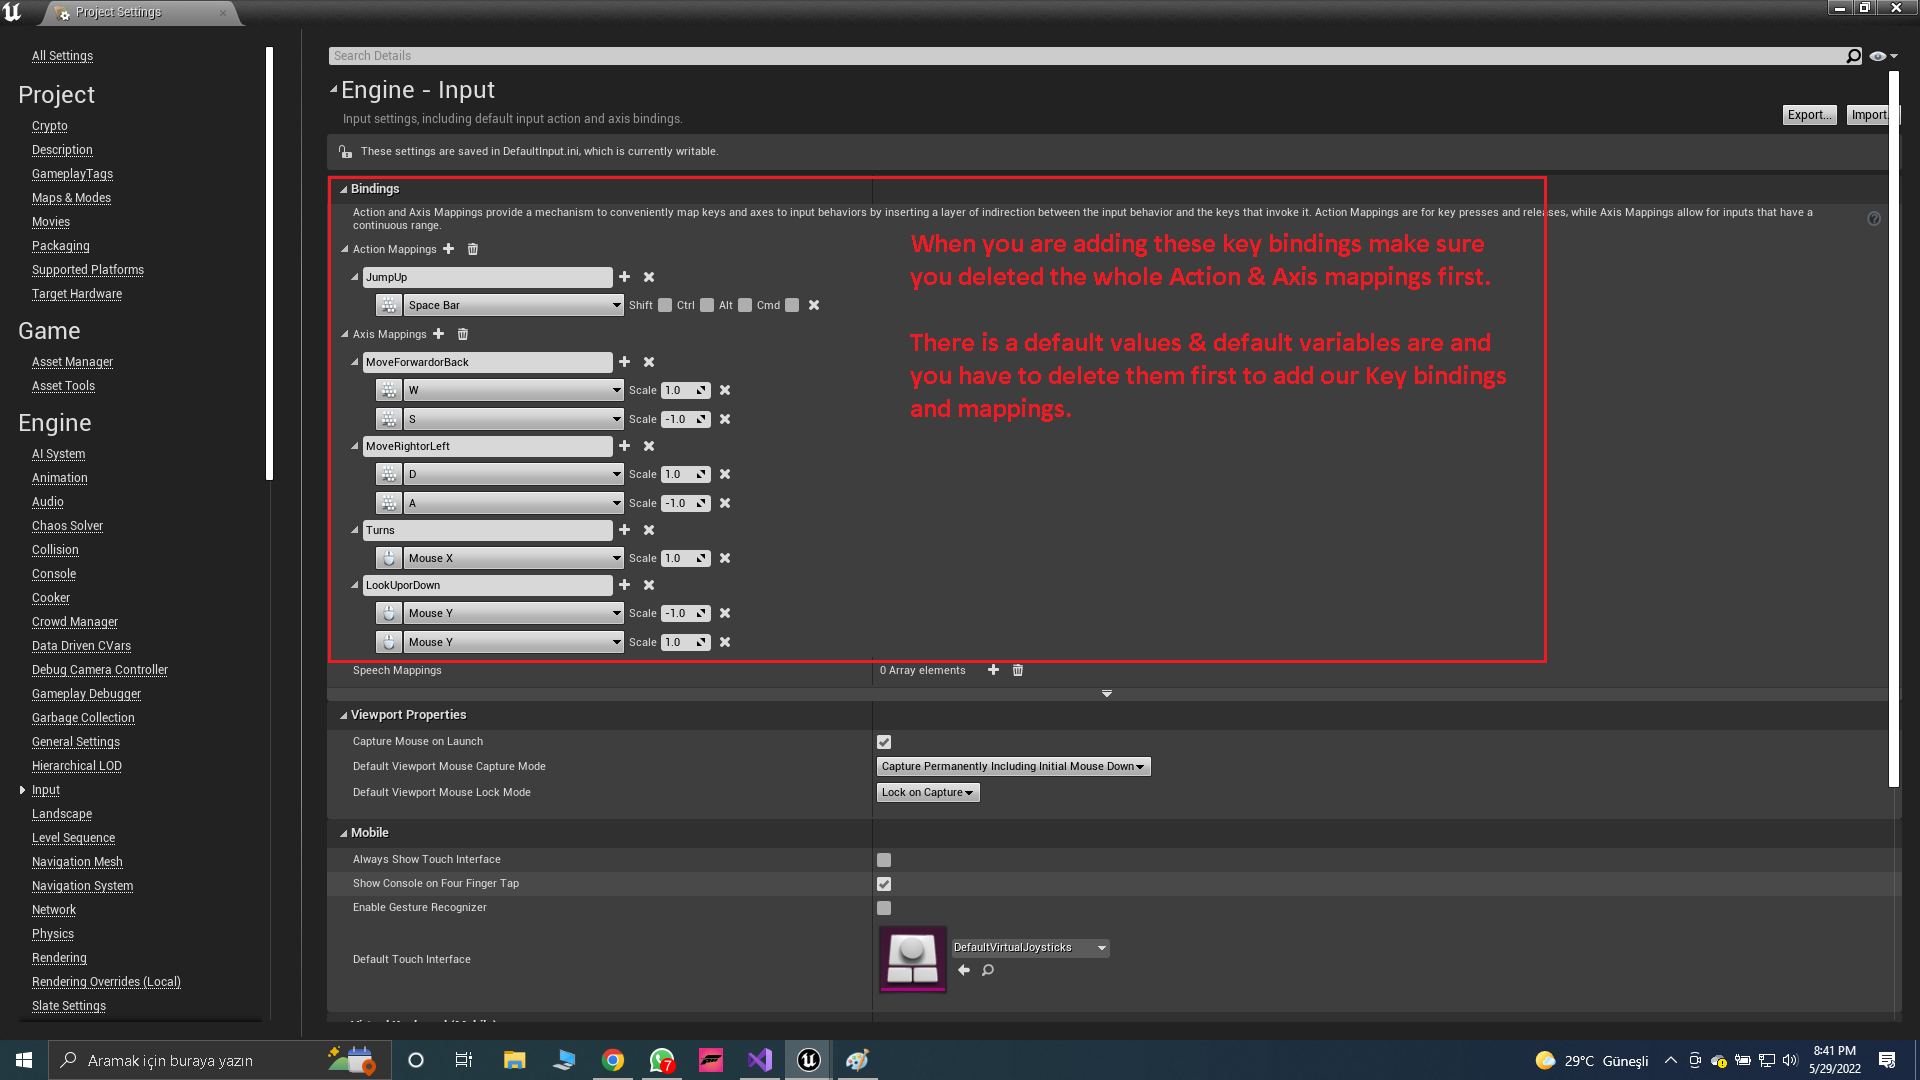 Project Settings
All Settings
Project
Crypto
Description
GameplayTags
Maps & Modes
Movies
Packaging
Supported Platforms
Target Hardware
Game
Asset Manager
Asset Tools
Engine
AI System
Animation
Audio
Chaos Solver
Collision
Console
Cooker
Crowd Manager
Data Driven CVars
Debug Camera Controller
Gameplay Debugger
Garbage Collection
General Settings
Hierarchical LOD
Input
Landscape
Level Sequence
Navigation Mesh
Navigation System
Network
Physics
Rendering
Rendering Overrides (Local)
Slate Settings
Search Details
Engine - Input
Input settings, including default input action and axis bindings.
Export...
Import
These settings are saved in DefaultInput.ini, which is currently writable.
Bindings
Action and Axis Mappings provide a mechanism to conveniently map keys and axes to input behaviors by inserting a layer of indirection between the input behavior and the keys that invoke it. Action Mappings are for key presses and releases, while Axis Mappings allow for inputs that have a
continuous range.
Action Mappings
JumpUp
Space Bar Shift Ctrl Alt Cmd
Axis Mappings
MoveForwardorBack
W Scale 1.0
S Scale -1.0
MoveRightorLeft
D Scale 1.0
A Scale -1.0
Turns
Mouse X Scale 1.0
LookUporDown
Mouse Y Scale -1.0
Mouse Y Scale 1.0
When you are adding these key bindings make sure
you deleted the whole Action & Axis mappings first.
There is a default values & default variables are and
you have to delete them first to add our Key bindings
and mappings.
Speech Mappings 0 Array elements
Viewport Properties
Capture Mouse on Launch
Default Viewport Mouse Capture Mode Capture Permanently Including Initial Mouse Down
Default Viewport Mouse Lock Mode Lock on Capture
Mobile
Always Show Touch Interface
Show Console on Four Finger Tap
Enable Gesture Recognizer
Default Touch Interface DefaultVirtualJoysticks
Aramak için buraya yazın
7
29°C Güneşli
8:41 PM
5/29/2022